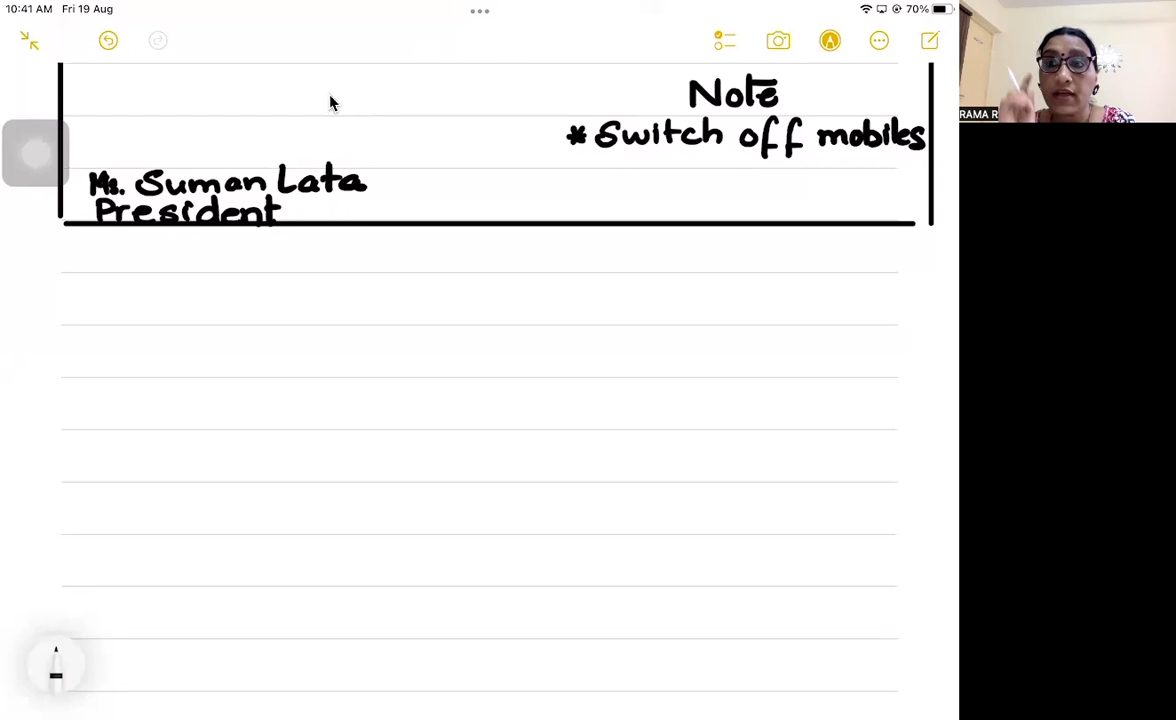 10:41 AM Fri 19 Aug
70%
Note
* Switch off mobiles
Ms. Suman Lata
President
RAMA R